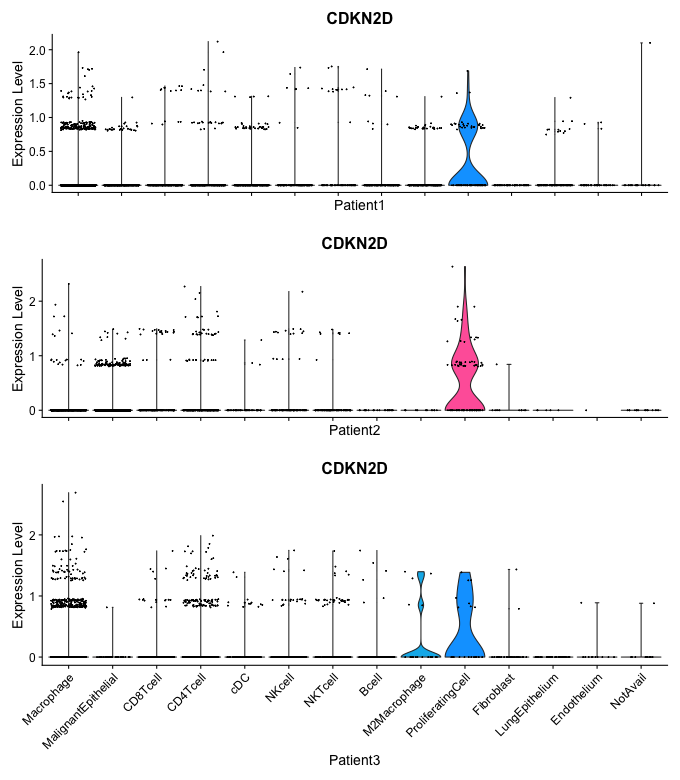 CDKN2D
Expression Level
2.0
1.5
1.0
0.5
0.0
Patient1
CDKN2D
Expression Level
2
1
0
Patient2
CDKN2D
Expression Level
2
1
0
Macrophage
MalignantEpithelial
CD8Tcell
CD4Tcell
cDC
NKcell
NKTcell
Bcell
M2Macrophage
ProliferatingCell
Fibroblast
LungEpithelium
Endothelium
NotAvail
Patient3